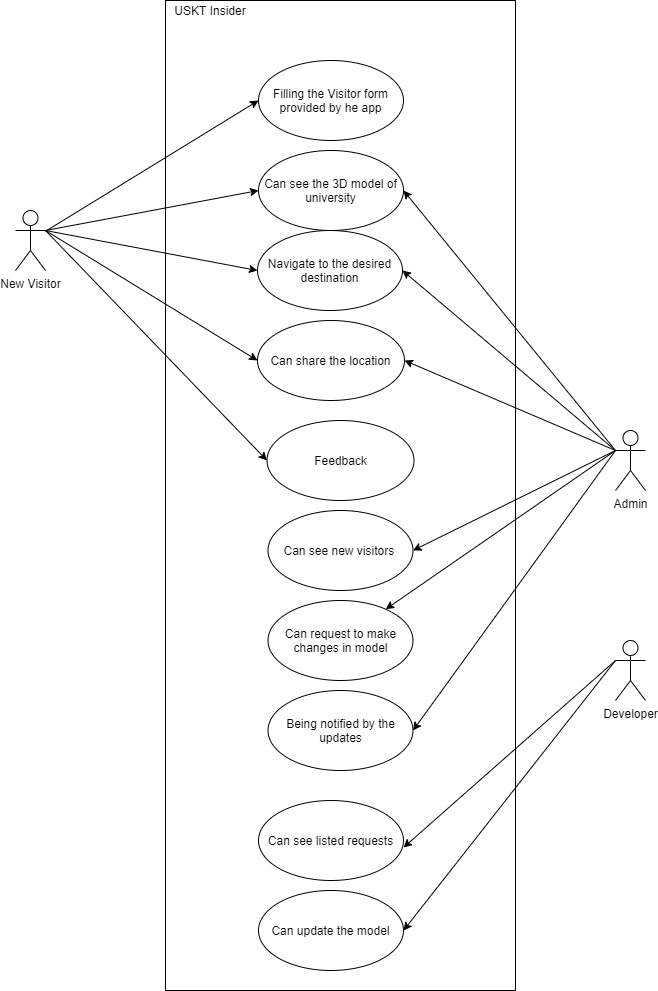 USKT Insider
Filling the Visitor form
provided by he app
Can see the 3D model of
university
New Visitor
Navigate to the desired
destination
Can share the location
Feedback
Admin
Can see new visitors
Can request to make
changes in model
Developer
Being notified by the
updates
Can see listed requests
Can update the model